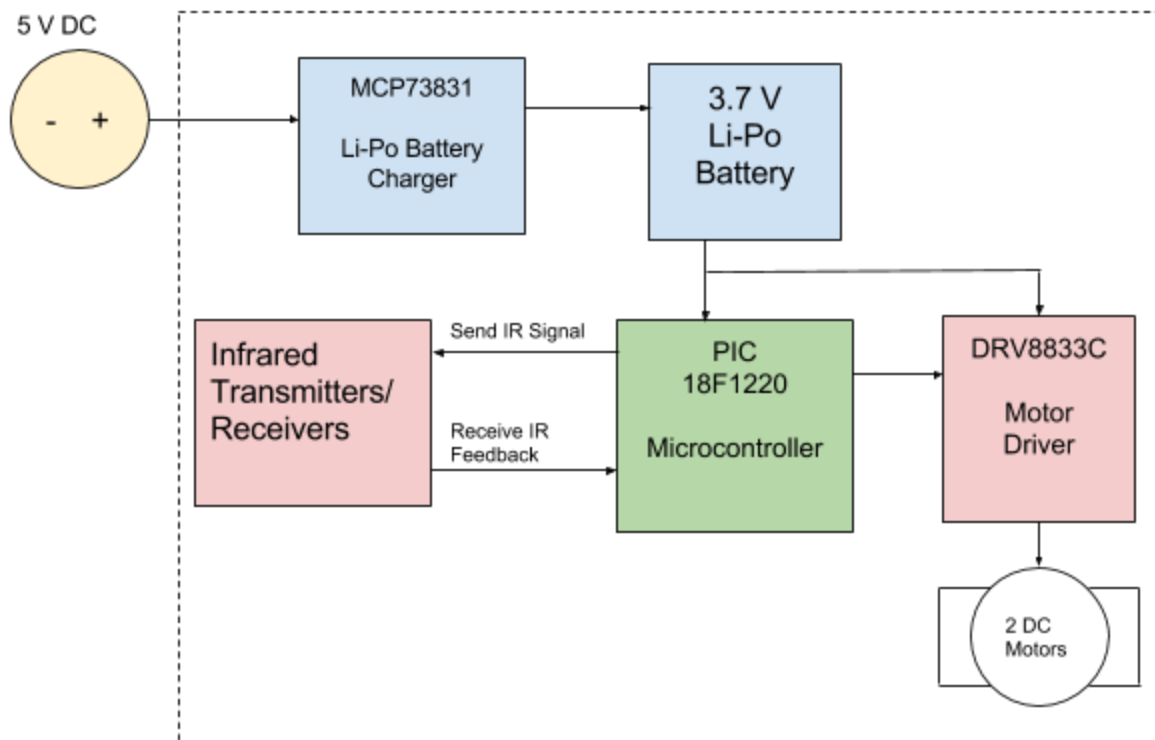 5 V DC
- +
MCP73831
Li-Po Battery
Charger
3.7 V
Li-Po
Battery
Infrared
Transmitters/
Receivers
Send IR Signal
Receive IR
Feedback
PIC
18F1220
Microcontroller
DRV8833C
Motor
Driver
2 DC
Motors